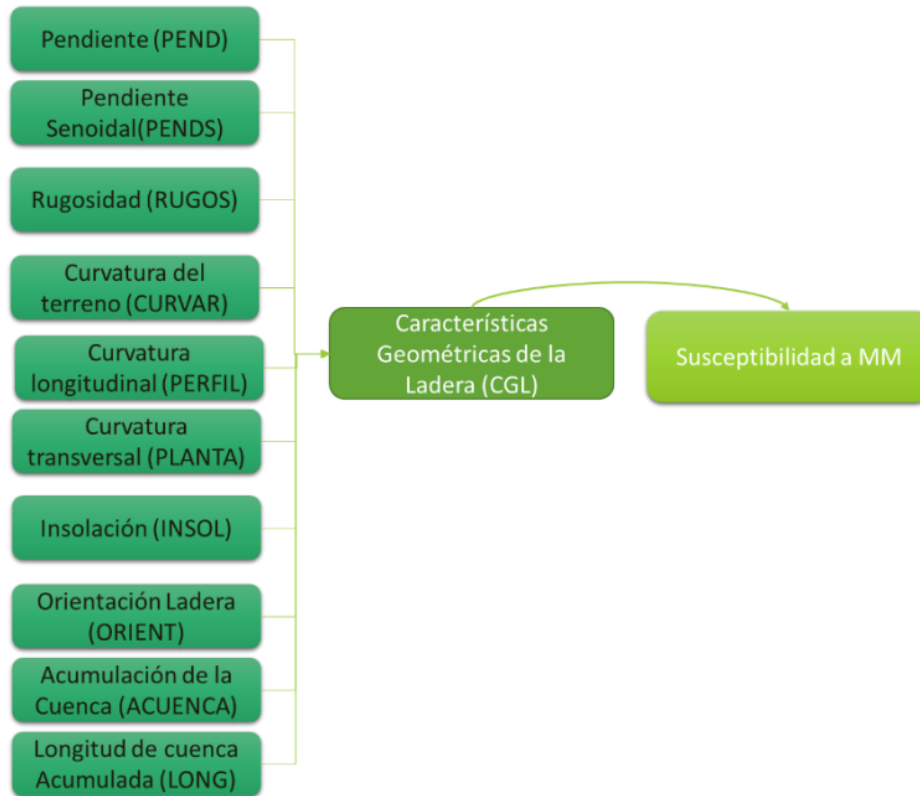 Pendiente (PEND)
Pendiente
Senoidal(PENDS)
Rugosidad (RUGOS)
Curvatura del
terreno (CURVAR)
Curvatura
longitudinal (PERFIL)
Curvatura
transversal (PLANTA)
Insolación (INSOL)
Orientación Ladera
(ORIENT)
Acumulación de la
Cuenca (ACUENCA)
Longitud de cuenca
Acumulada (LONG)
Característísicas
Geométricas de la
Ladera (CGL)
Susceptibilidad a MM